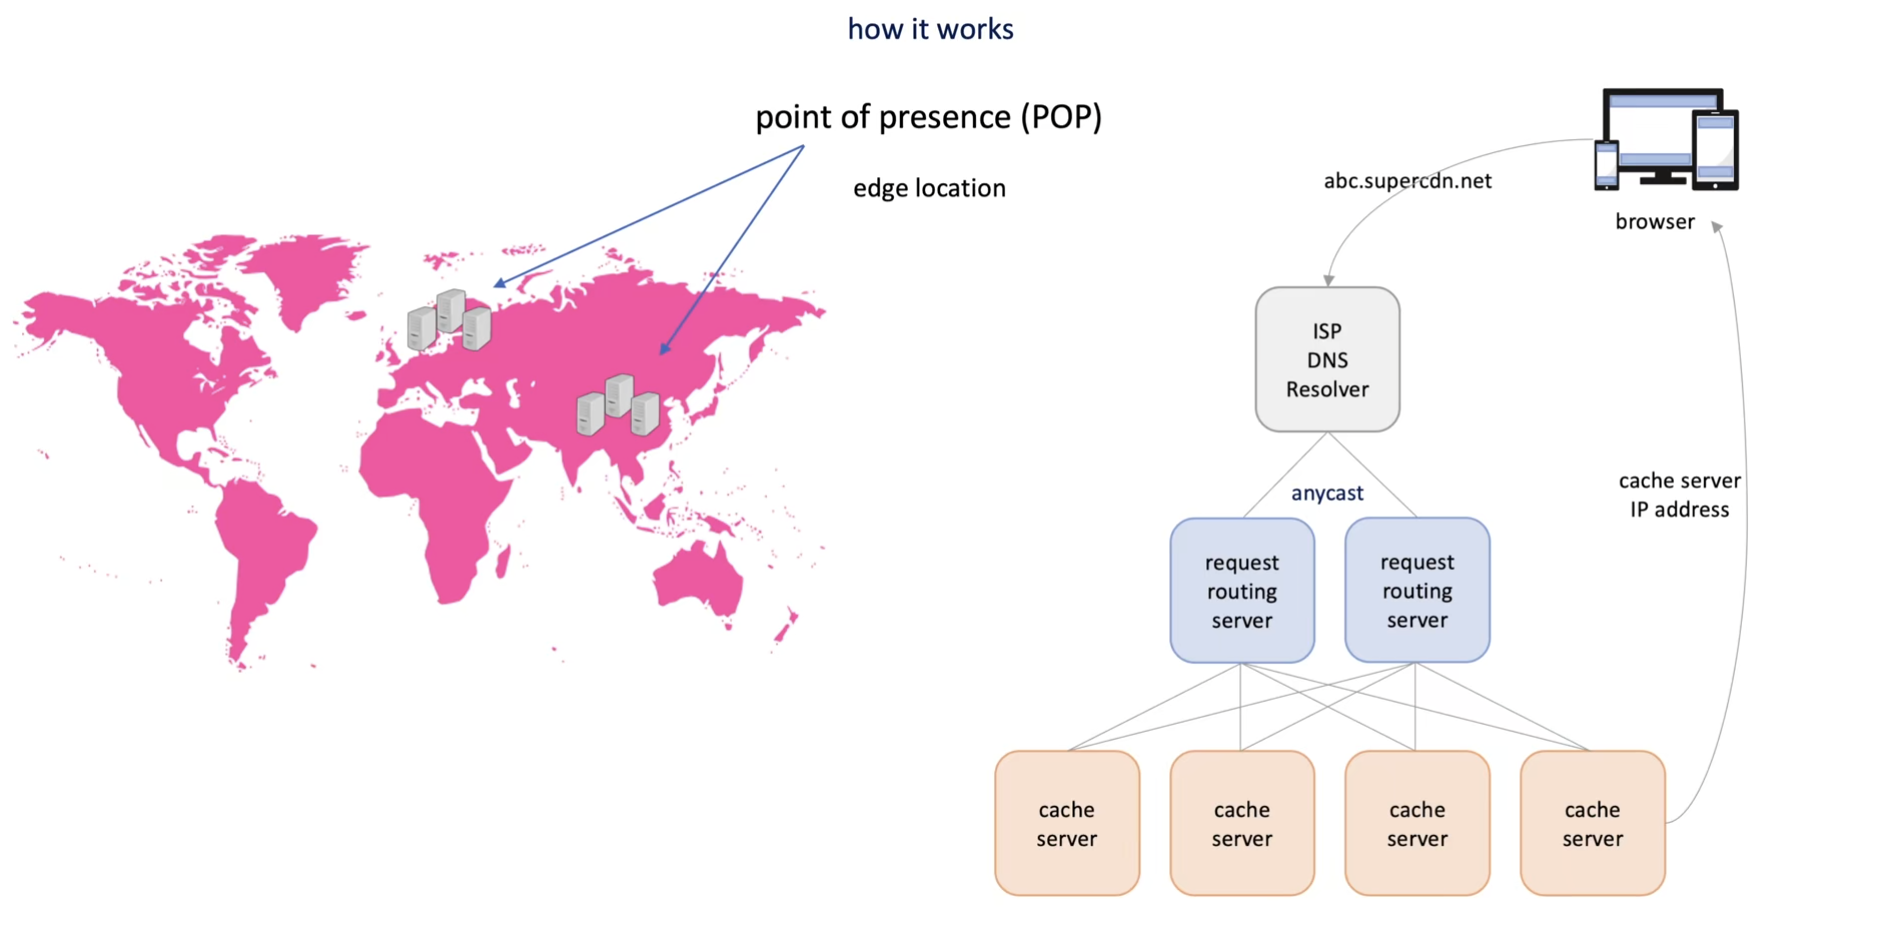 how it works
point of presence (POP)
edge location
abc.supercdn.net
browser
ISP
DNS
Resolver
anycast
cache server
IP address
request
routing
server
request
routing
server
cache
server
cache
server
cache
server
cache
server